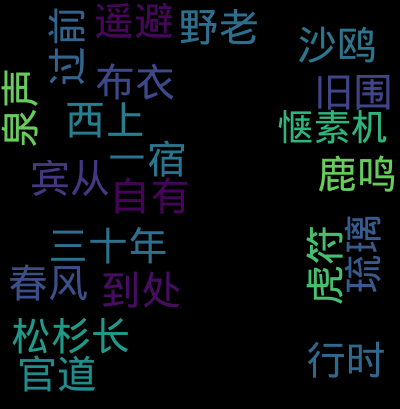 过前
遥避
野老
沙鸥
泉声
布衣
旧围
西上
惬素机
一宿
宾从
自有
鹿鸣
三十年
虎符
琉璃
春风
到处
松杉长
官道
行时